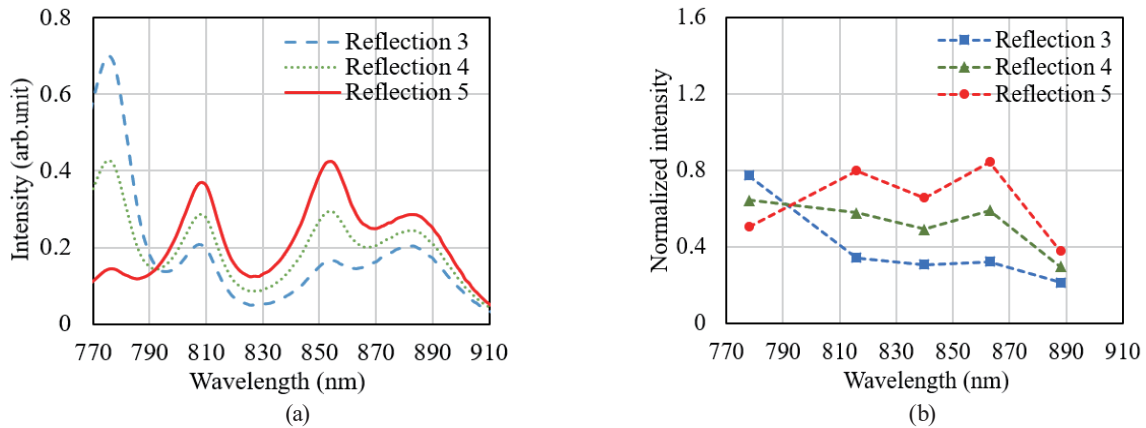 0.8
0.6
0.4
0.2
0
Intensity (arb.unit)
Reflection 3
Reflection 4
Reflection 5
770 790 810 830 850 870 890 910
Wavelength (nm)
(a)
1.6
1.2
0.8
0.4
0
Normalized intensity
Reflection 3
Reflection 4
Reflection 5
770 790 810 830 850 870 890 910
Wavelength (nm)
(b)